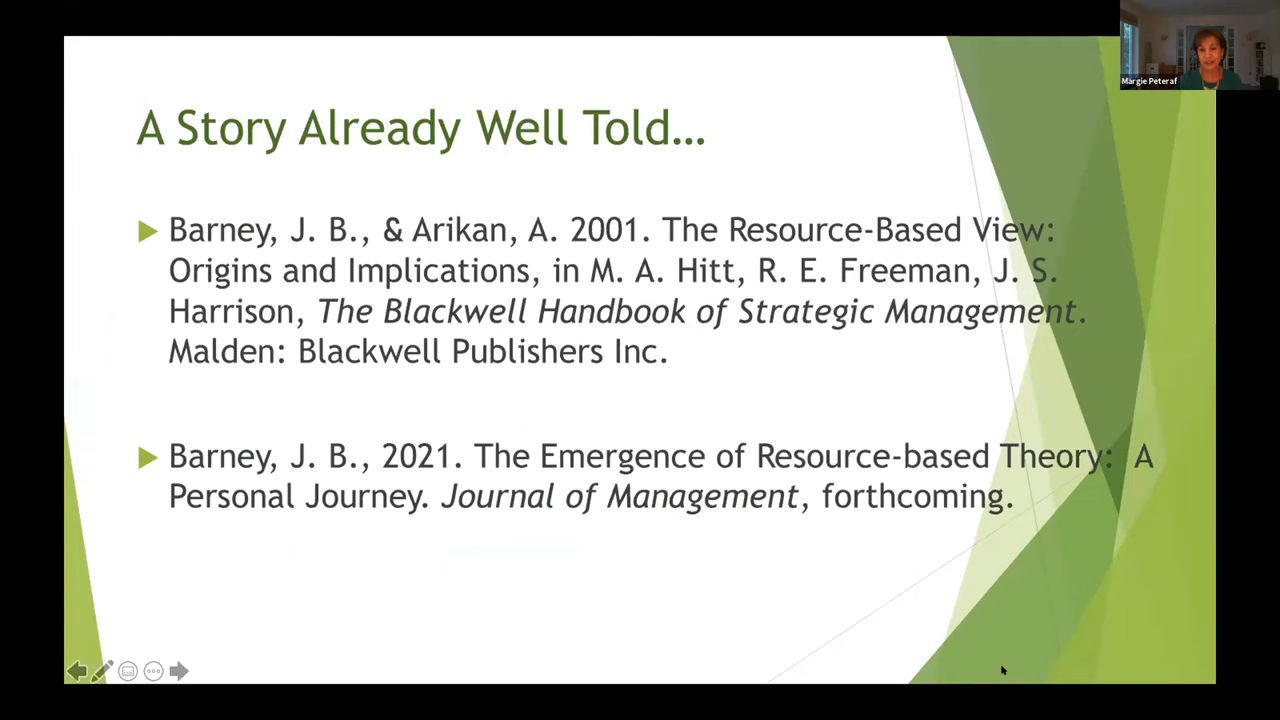 Margie Peteraf
A Story Already Well Told...
Barney, J. B., & Arikan, A. 2001. The Resource-Based View:
Origins and Implications, in M. A. Hitt, R. E. Freeman, J. S.
Harrison, The Blackwell Handbook of Strategic Management.
Malden: Blackwell Publishers Inc.
Barney, J. B., 2021. The Emergence of Resource-based Theory: A
Personal Journey. Journal of Management, forthcoming.